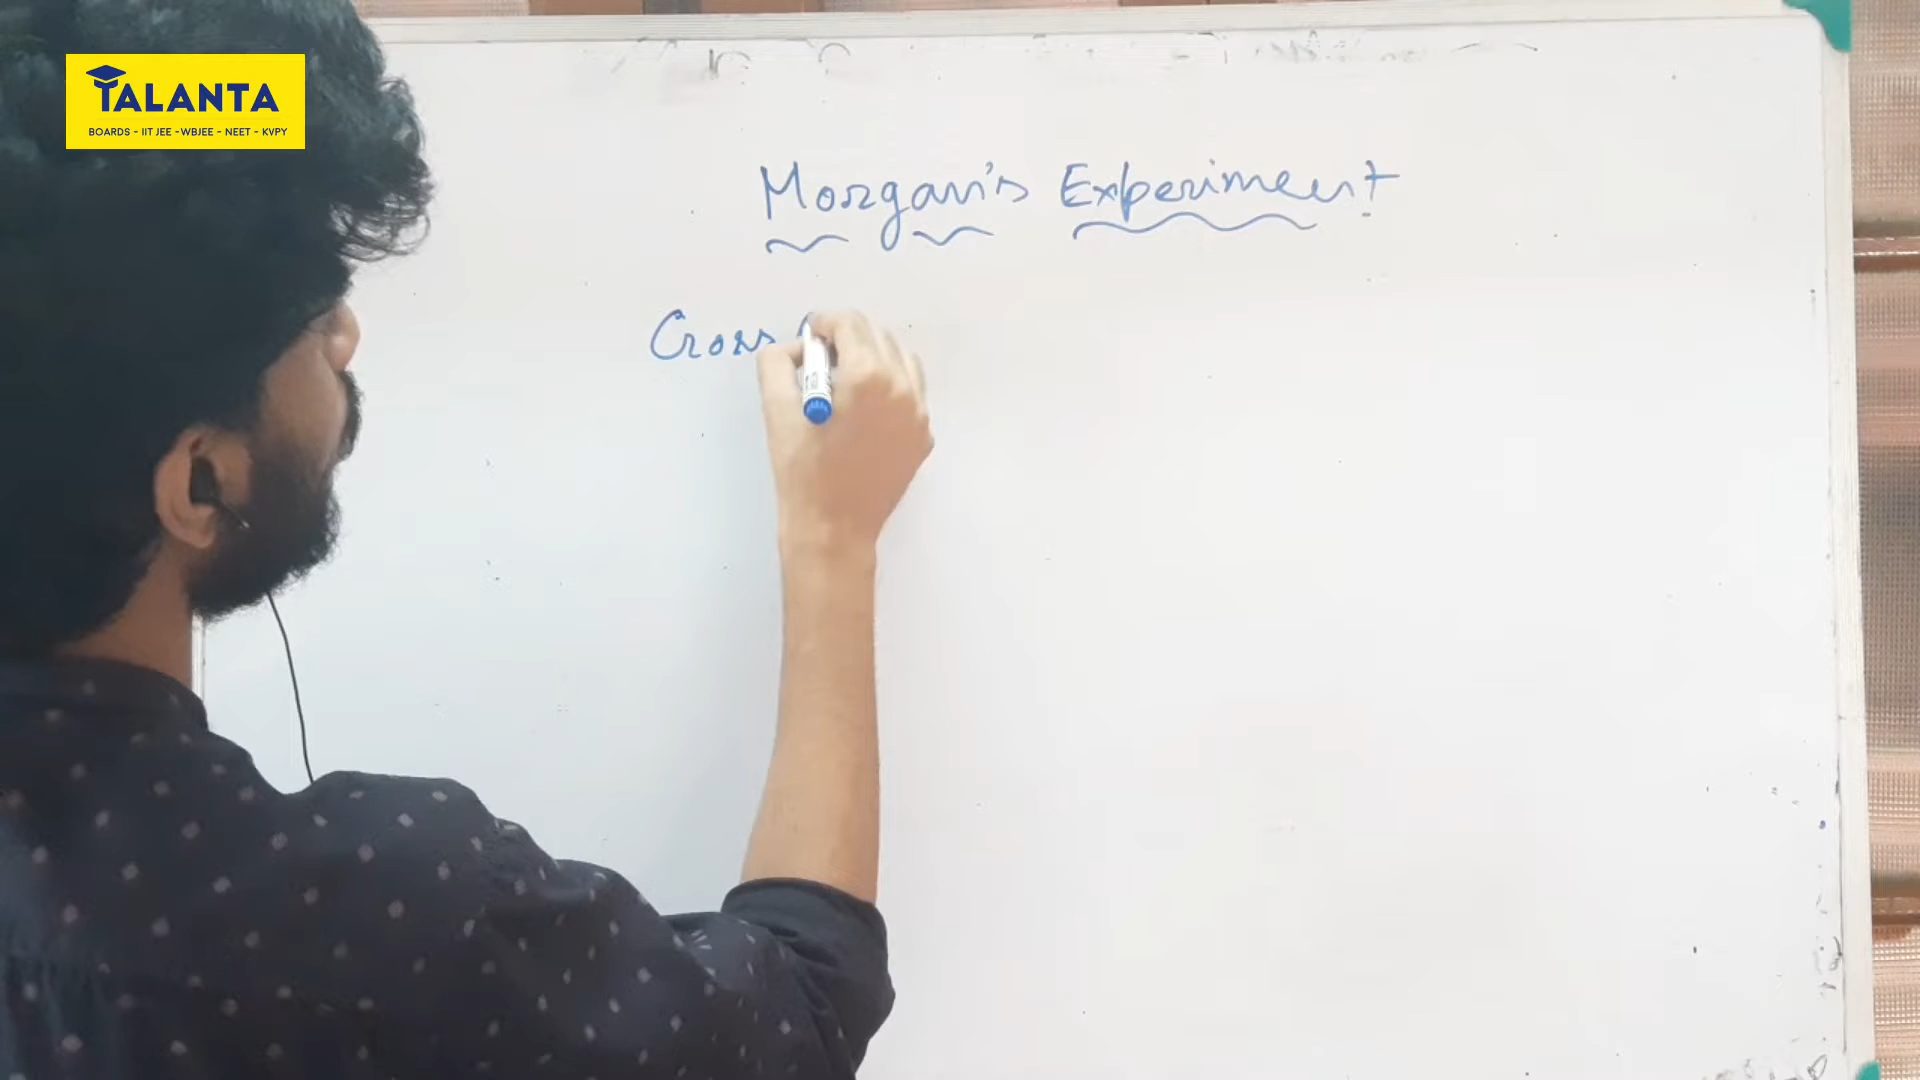 TALANTA
BOARDS - IIT JEE - WBJEE - NEET - KVPY
Morgan's Experiment
Cross